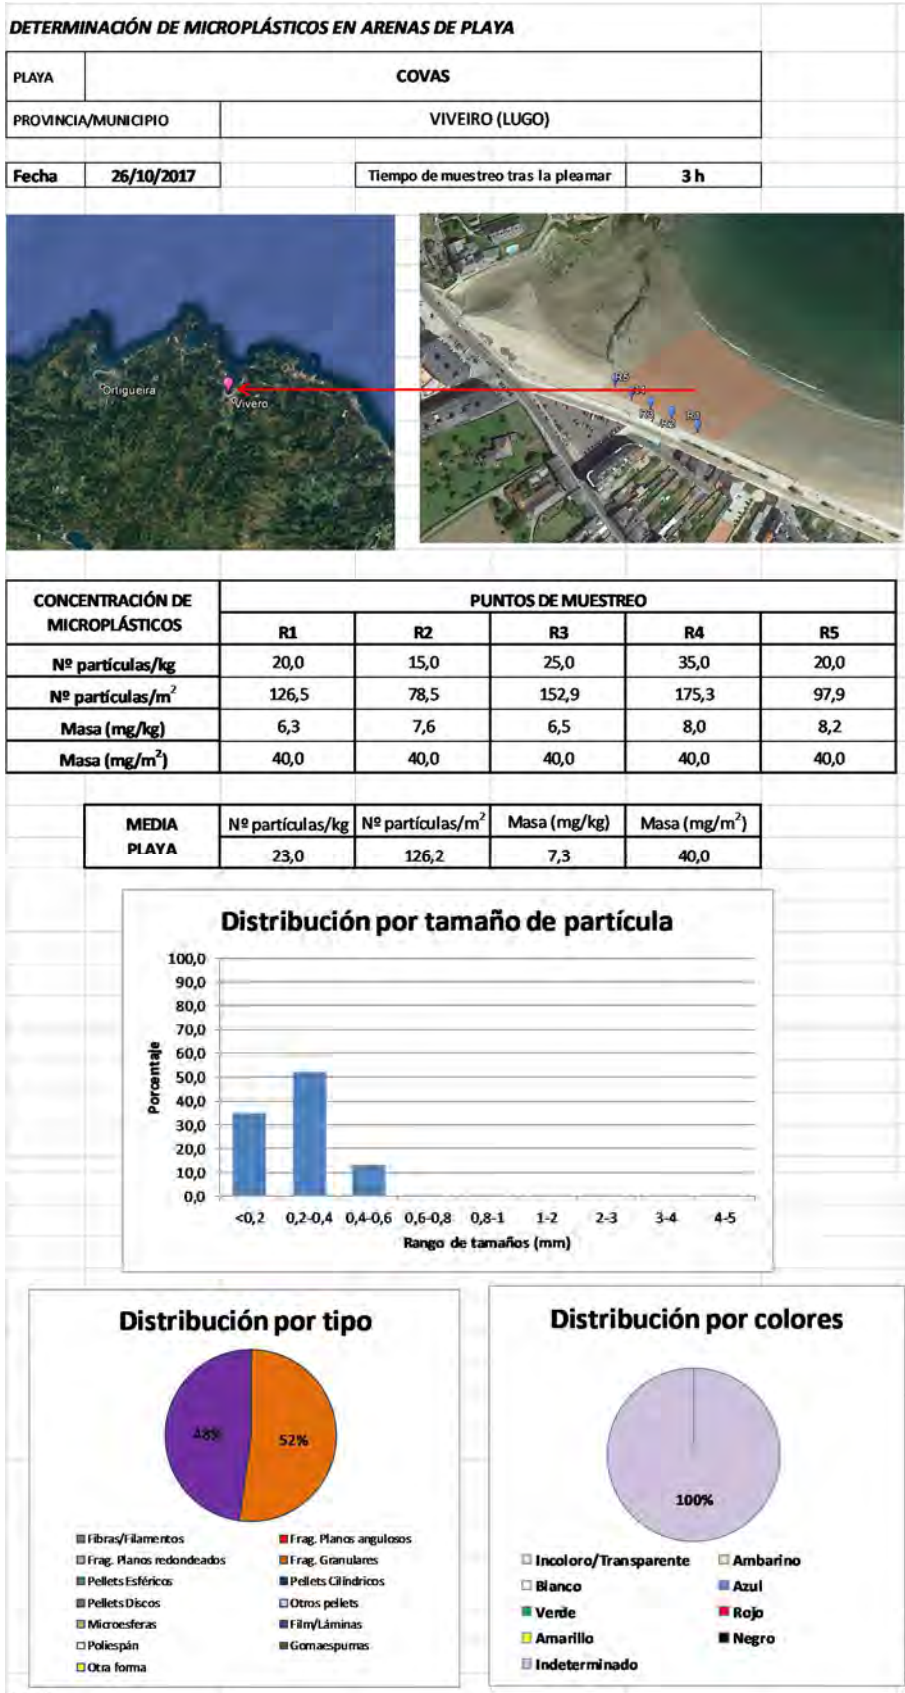 DETERMINACIÓN DE MICROPLÁSTICOS EN ARENAS DE PLAYA
PLAYA COVAS
PROVINCIA/MUNICIPIO VIVEIRO (LUGO)
Fecha 26/10/2017 Tiempo de muestreo tras la pleamar 3 h
Ortigueira
Vivero
R5
R3
R2
R1
CONCENTRACIÓN DE MICROPLÁSTICOS PUNTOS DE MUESTREO
R1 R2 R3 R4 R5
Nº partículas/kg 20,0 15,0 25,0 35,0 20,0
Nº partículas/m² 126,5 78,5 152,9 175,3 97,9
Masa (mg/kg) 6,3 7,6 6,5 8,0 8,2
Masa (mg/m²) 40,0 40,0 40,0 40,0 40,0
MEDIA PLAYA Nº partículas/kg Nº partículas/m² Masa (mg/kg) Masa (mg/m²)
23,0 126,2 7,3 40,0
Distribución por tamaño de partícula
100,0
90,0
80,0
70,0
60,0
50,0
40,0
30,0
20,0
10,0
0,0
Porcentaje
<0,2 0,2-0,4 0,4-0,6 0,6-0,8 0,8-1 1-2 2-3 3-4 4-5
Rango de tamaños (mm)
Distribución por tipo
48%
52%
Fibras/Filamentos Frag. Planos angulosos
Frag. Planos redondeados Frag. Granulares
Pellets Esféricos Pellets Cilíndricos
Pellets Discos Otros pellets
Microesferas Film/Láminas
Poliespán Gomaespumas
Otra forma
Distribución por colores
100%
Incoloro/Transparente Ambarino
Blanco Azul
Verde Rojo
Amarillo Negro
Indeterminado